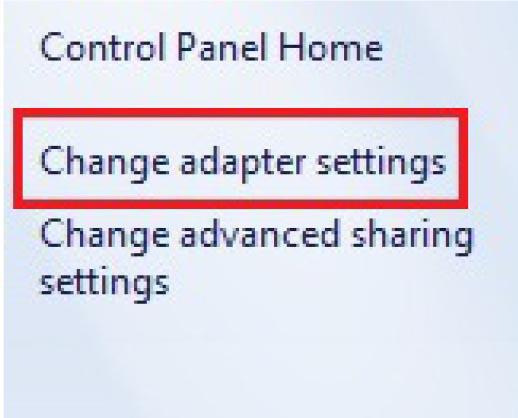 Control Panel Home
Change adapter settings
Change advanced sharing
settings